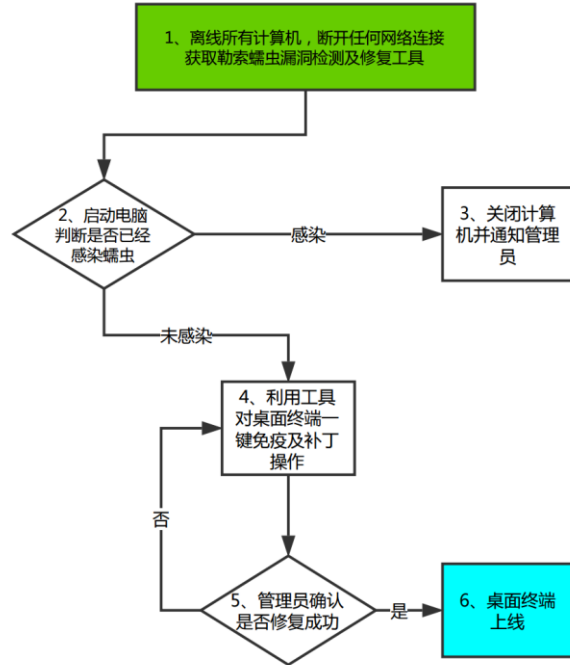 1、离线所有计算机，断开任何网络连接
获取勒索蠕虫漏洞检测及修复工具
2、启动电脑
判断是否已经
感染蠕虫
感染
3、关闭计算
机并通知管理
员
未感染
4、利用工具
对桌面终端一
键免疫及补丁
操作
否
5、管理员确认
是否修复成功
是
6、桌面终端
上线